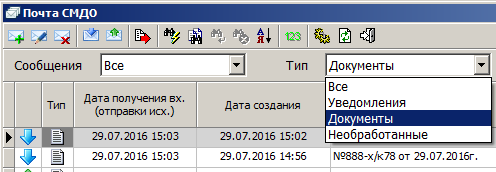 Почта СМДО
123
Сообщения Все Тип Документы
Все
Уведомления
Документы
Необработанные
Тип Дата получения вх. (отправки исх.) Дата создания
29.07.2016 15:03 29.07.2016 15:02
29.07.2016 15:03 29.07.2016 14:56 №888-х/к78 от 29.07.2016г.